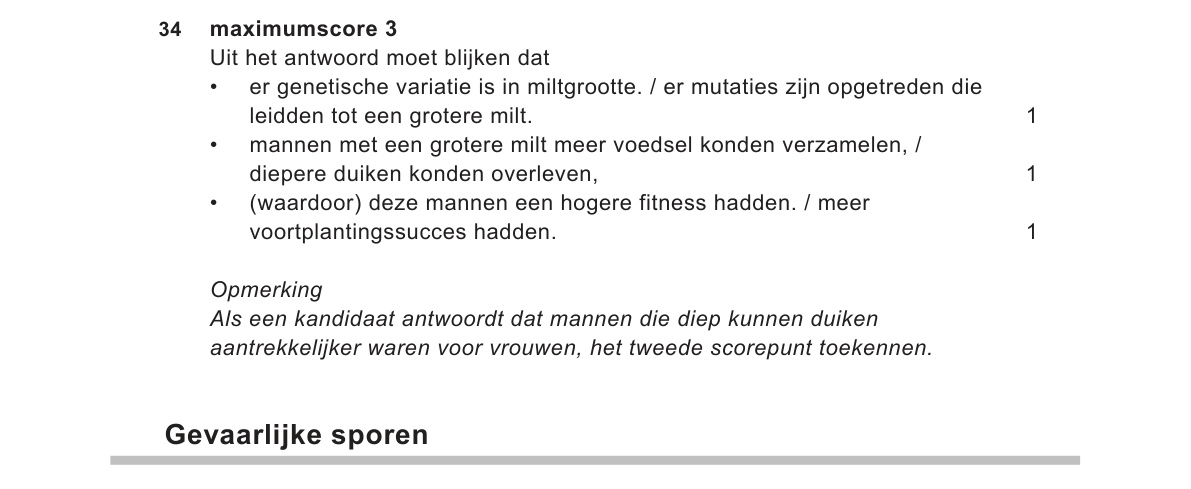 34 maximumscore 3
Uit het antwoord moet blijken dat
• er genetische variatie is in miltgrootte. / er mutaties zijn opgetreden die
leidden tot een grotere milt. 1
• mannen met een grotere milt meer voedsel konden verzamelen, /
diepere duiken konden overleven, 1
• (waardoor) deze mannen een hogere fitness hadden. / meer
voortplantingssucces hadden. 1
Opmerking
Als een kandidaat antwoordt dat mannen die diep kunnen duiken
aantrekkelijker waren voor vrouwen, het tweede scorepunt toekennen.
Gevaarlijke sporen